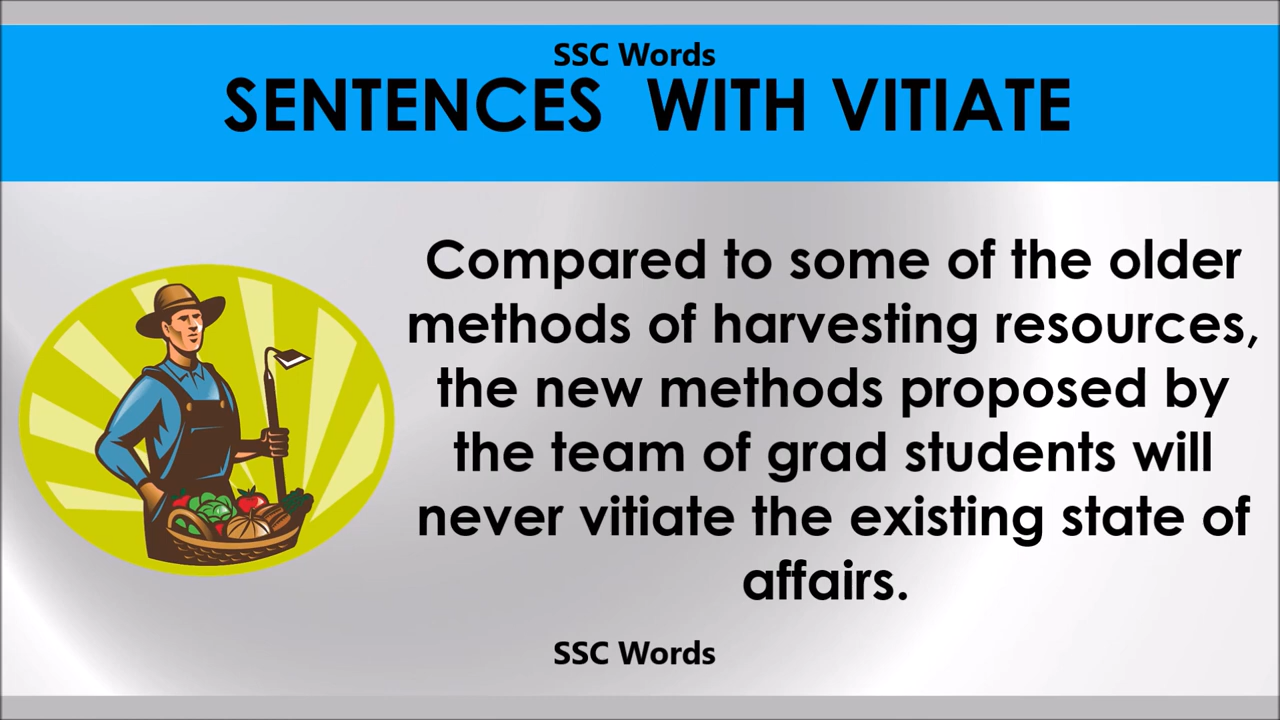 SSC Words
SENTENCES WITH VITIATE
Compared to some of the older
methods of harvesting resources,
the new methods proposed by
the team of grad students will
never vitiate the existing state of
affairs.
SSC Words